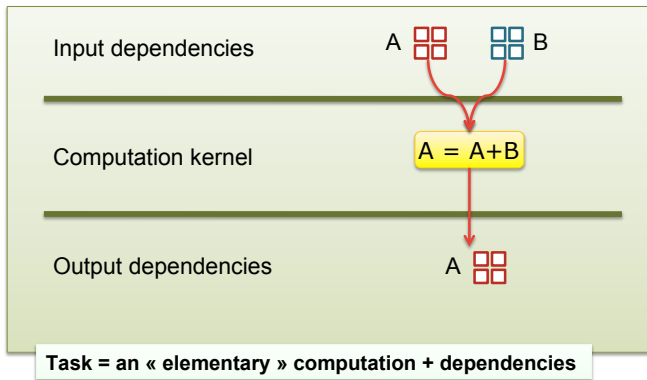 Input dependencies A B
Computation kernel A = A+B
Output dependencies A
Task = an « elementary » computation + dependencies